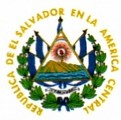 REPUBLICA DE EL SALVADOR EN LA AMERICA CENTRAL